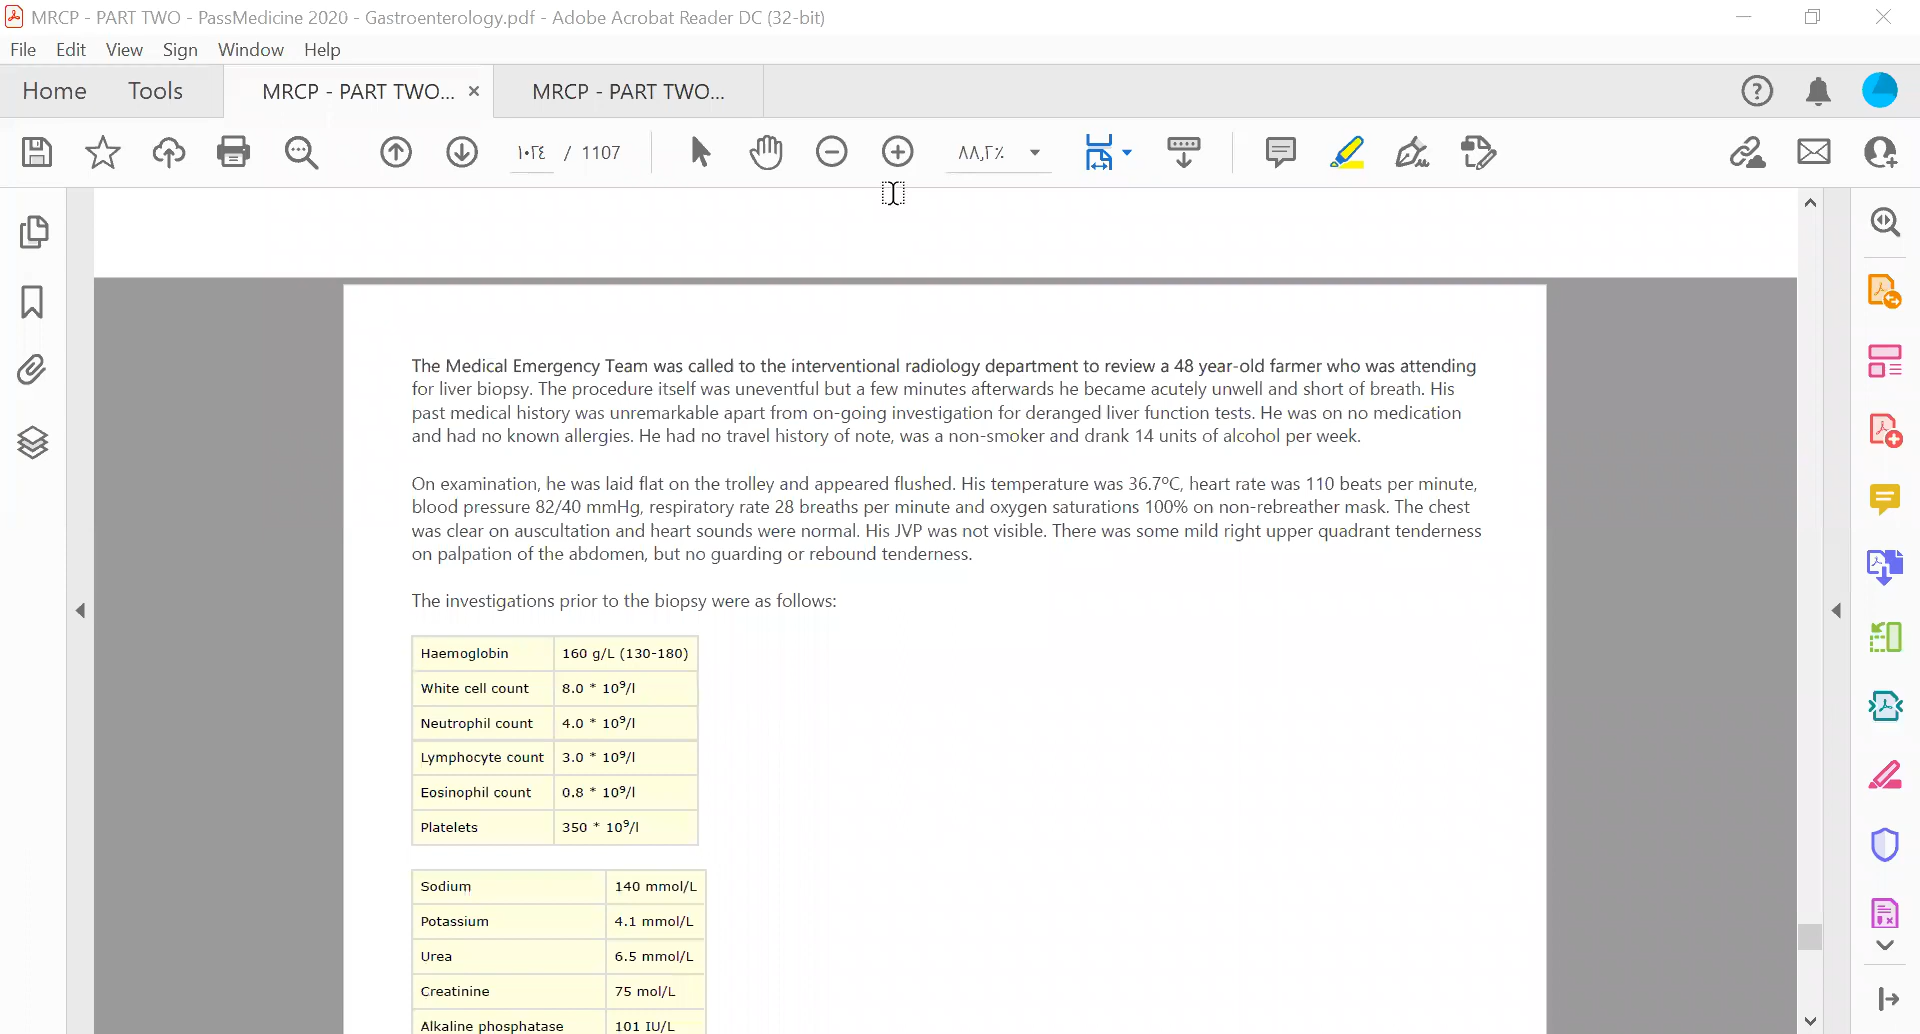 MRCP - PART TWO - PassMedicine 2020 - Gastroenterology.pdf - Adobe Acrobat Reader DC (32-bit)
File Edit View Sign Window Help
Home Tools MRCP - PART TWO... MRCP - PART TWO...
١٠٢٤ / 1107 ٨٨,٢٪
The Medical Emergency Team was called to the interventional radiology department to review a 48 year-old farmer who was attending
for liver biopsy. The procedure itself was uneventful but a few minutes afterwards he became acutely unwell and short of breath. His
past medical history was unremarkable apart from on-going investigation for deranged liver function tests. He was on no medication
and had no known allergies. He had no travel history of note, was a non-smoker and drank 14 units of alcohol per week.
On examination, he was laid flat on the trolley and appeared flushed. His temperature was 36.7ºC, heart rate was 110 beats per minute,
blood pressure 82/40 mmHg, respiratory rate 28 breaths per minute and oxygen saturations 100% on non-rebreather mask. The chest
was clear on auscultation and heart sounds were normal. His JVP was not visible. There was some mild right upper quadrant tenderness
on palpation of the abdomen, but no guarding or rebound tenderness.
The investigations prior to the biopsy were as follows:
Haemoglobin 160 g/L (130-180)
White cell count 8.0 * 10⁹/l
Neutrophil count 4.0 * 10⁹/l
Lymphocyte count 3.0 * 10⁹/l
Eosinophil count 0.8 * 10⁹/l
Platelets 350 * 10⁹/l
Sodium 140 mmol/L
Potassium 4.1 mmol/L
Urea 6.5 mmol/L
Creatinine 75 mol/L
Alkaline phosphatase 101 IU/L